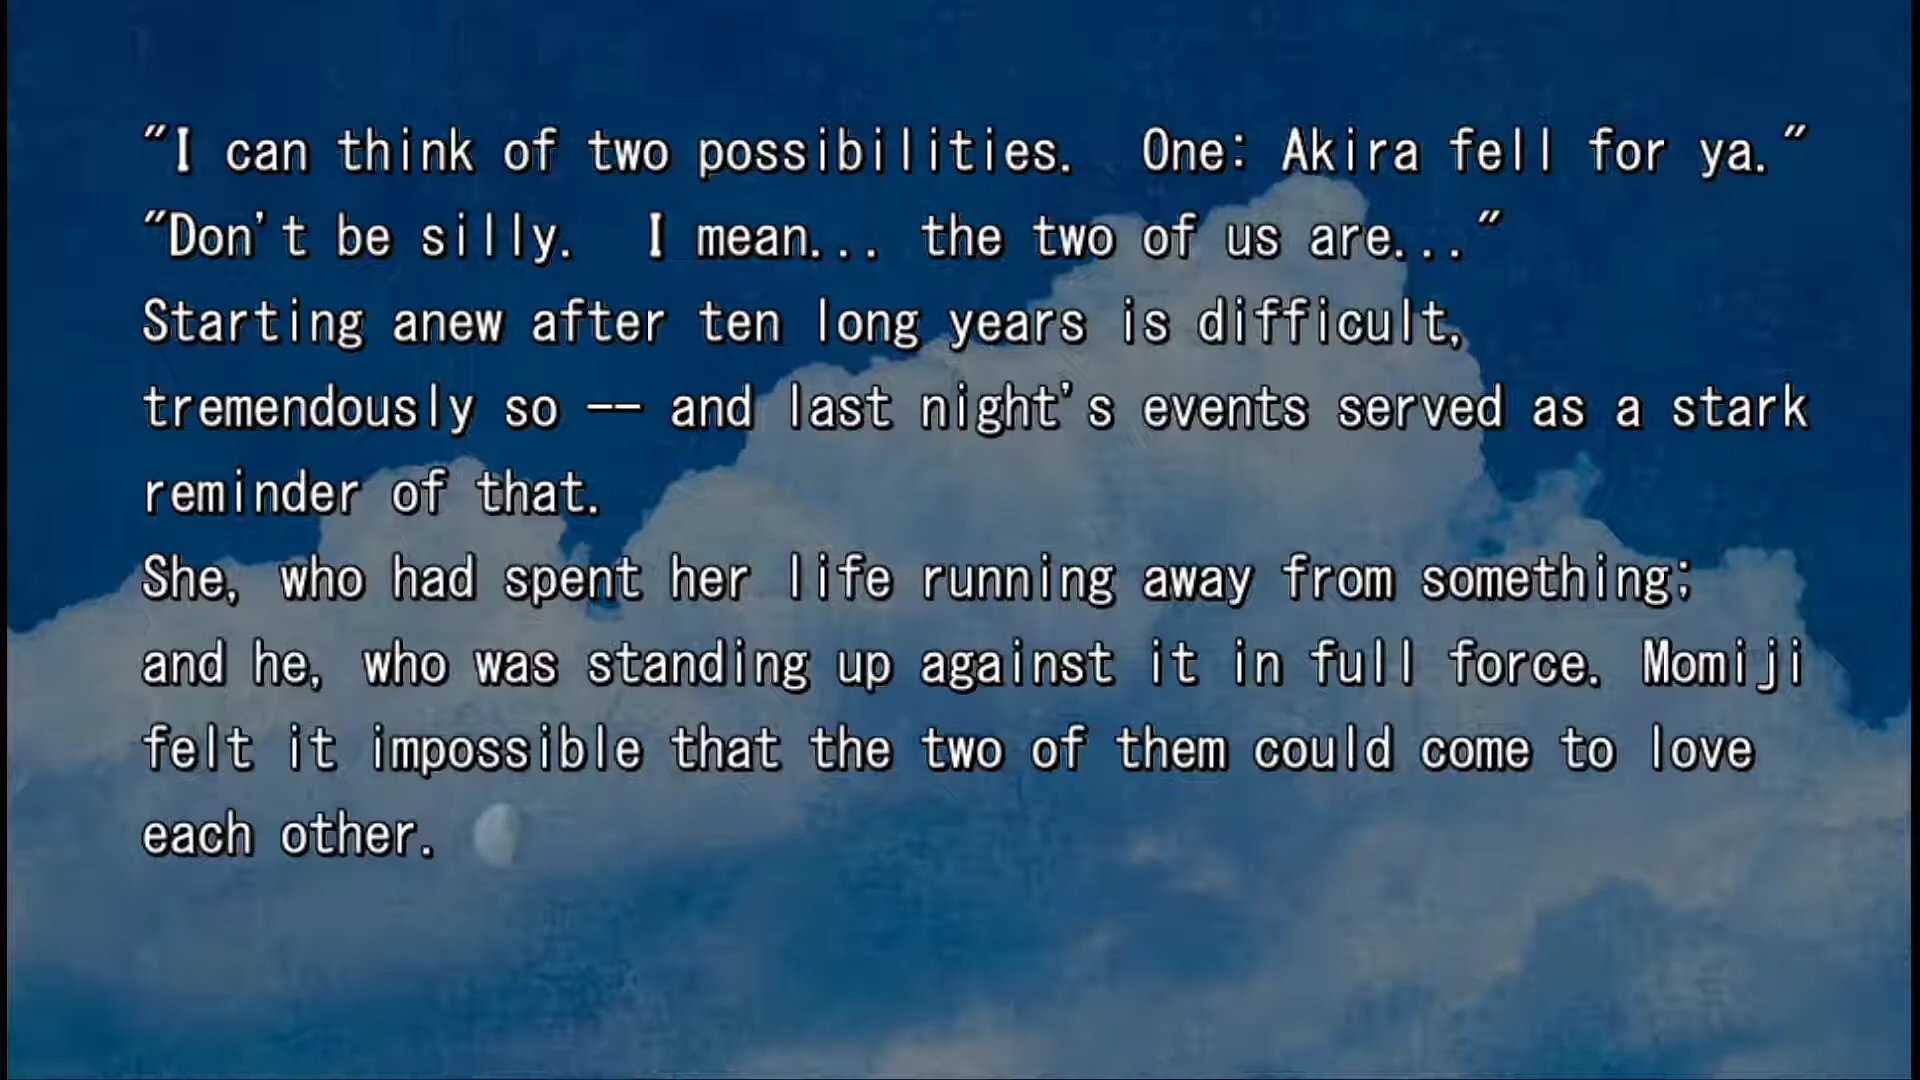 "I can think of two possibilities.  One: Akira fell for ya."
"Don't be silly.  I mean... the two of us are..."
Starting anew after ten long years is difficult,
tremendously so -- and last night's events served as a stark
reminder of that.
She, who had spent her life running away from something;
and he, who was standing up against it in full force. Momiji
felt it impossible that the two of them could come to love
each other.